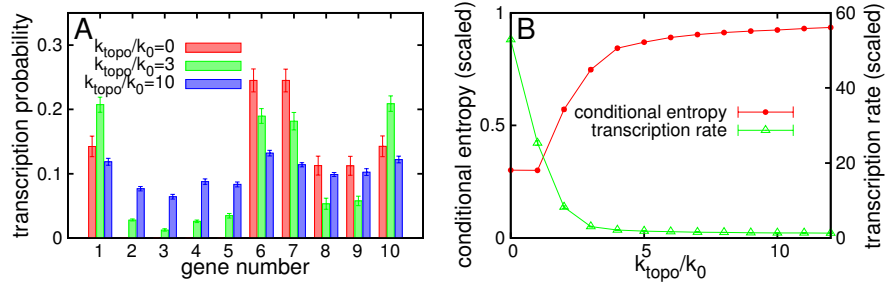 A
transcription probability
0.3
0.2
0.1
0
k_topo/k_0=0
k_topo/k_0=3
k_topo/k_0=10
1 2 3 4 5 6 7 8 9 10
gene number
B
conditional entropy (scaled)
1
0.5
0
conditional entropy
transcription rate
60
40
20
0
transcription rate (scaled)
0 5 10
k_topo/k_0